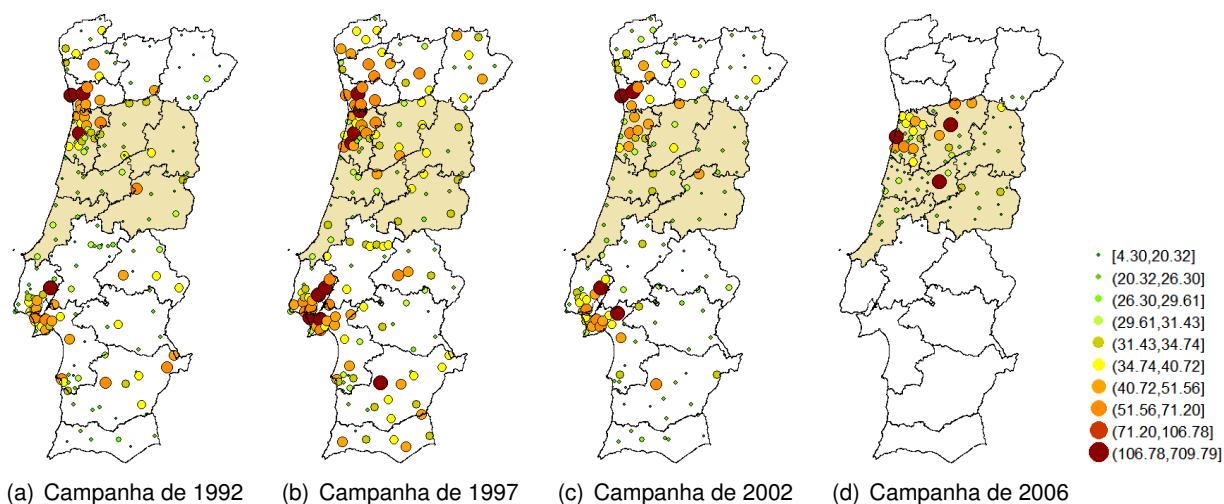 [4.30,20.32]
(20.32,26.30]
(26.30,29.61]
(29.61,31.43]
(31.43,34.74]
(34.74,40.72]
(40.72,51.56]
(51.56,71.20]
(71.20,106.78]
(106.78,709.79]
(a) Campanha de 1992
(b) Campanha de 1997
(c) Campanha de 2002
(d) Campanha de 2006